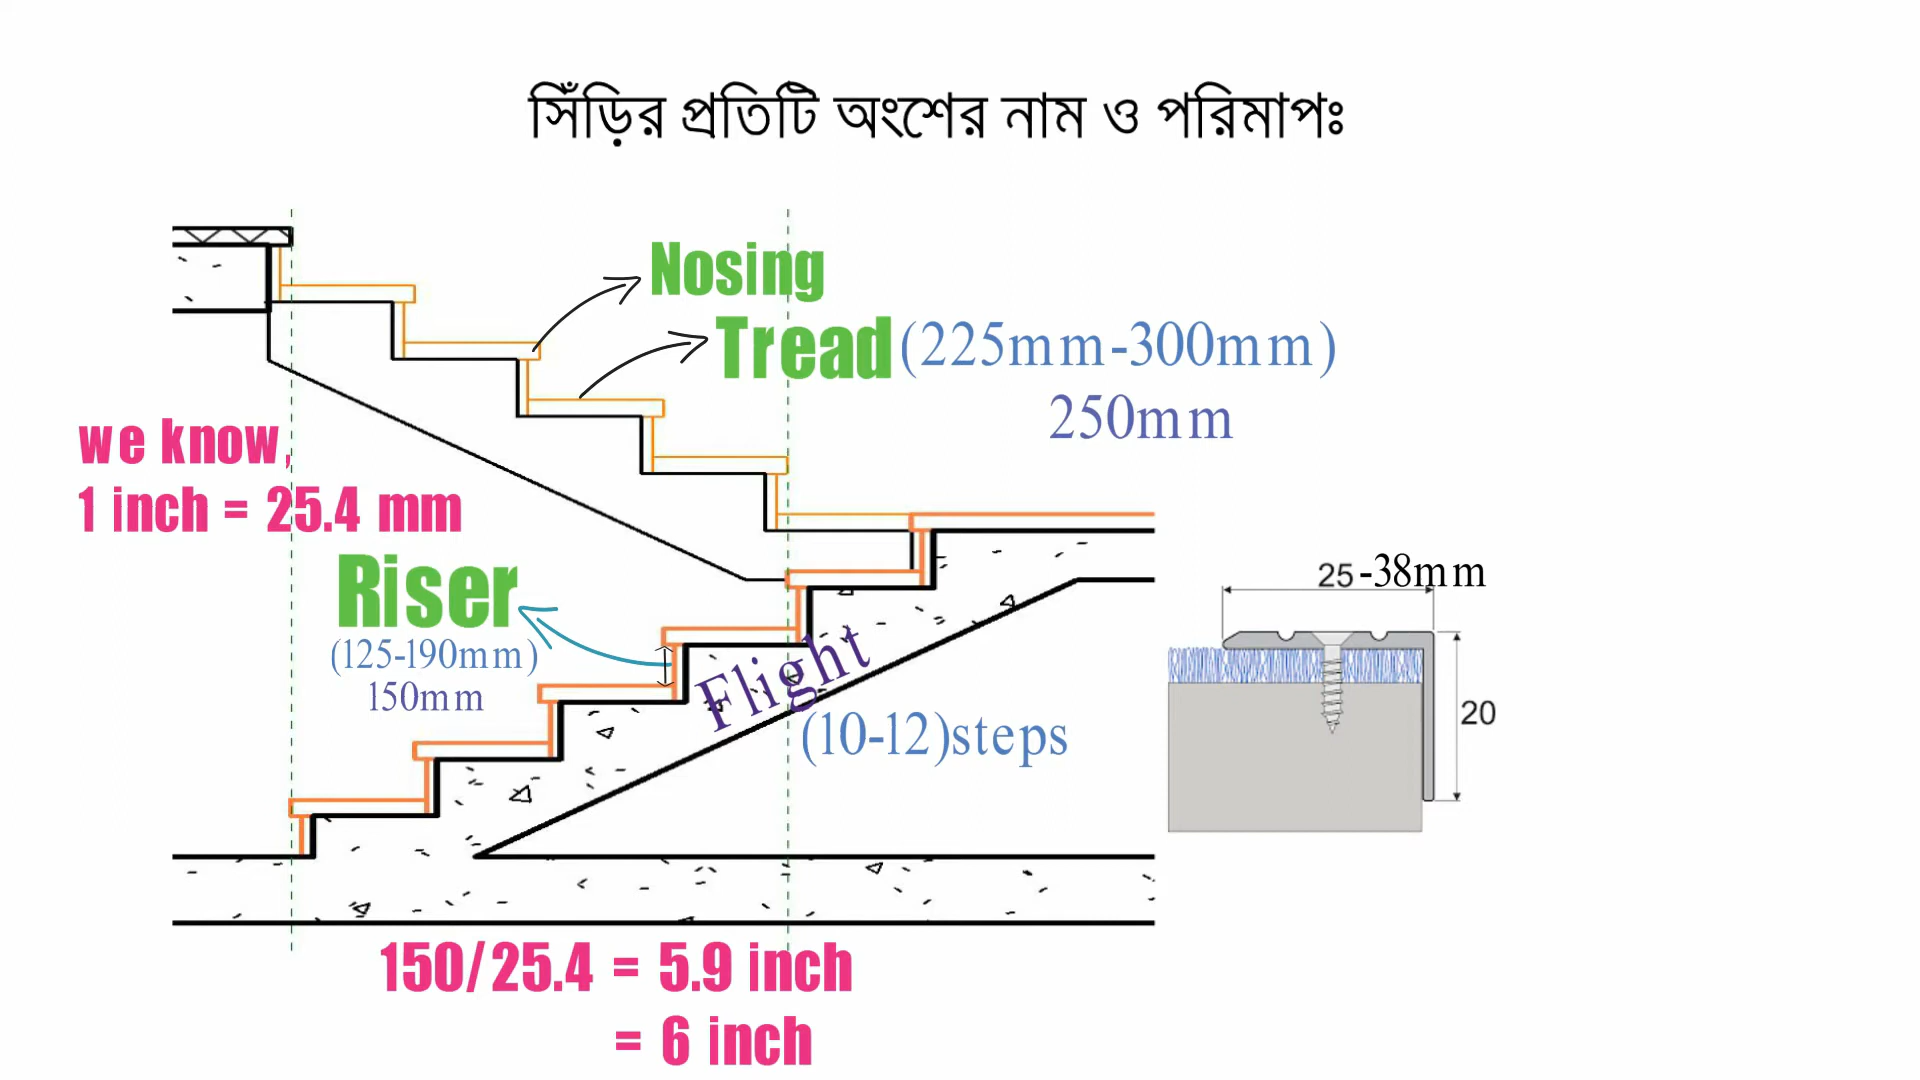 সিঁড়ির প্রতিটি অংশের নাম ও পরিমাপঃ
Nosing
Tread (225mm-300mm)
250mm
we know,
1 inch = 25.4 mm
Riser
(125-190mm)
150mm
Flight
(10-12)steps
25 -38mm
20
150/25.4 = 5.9 inch
= 6 inch